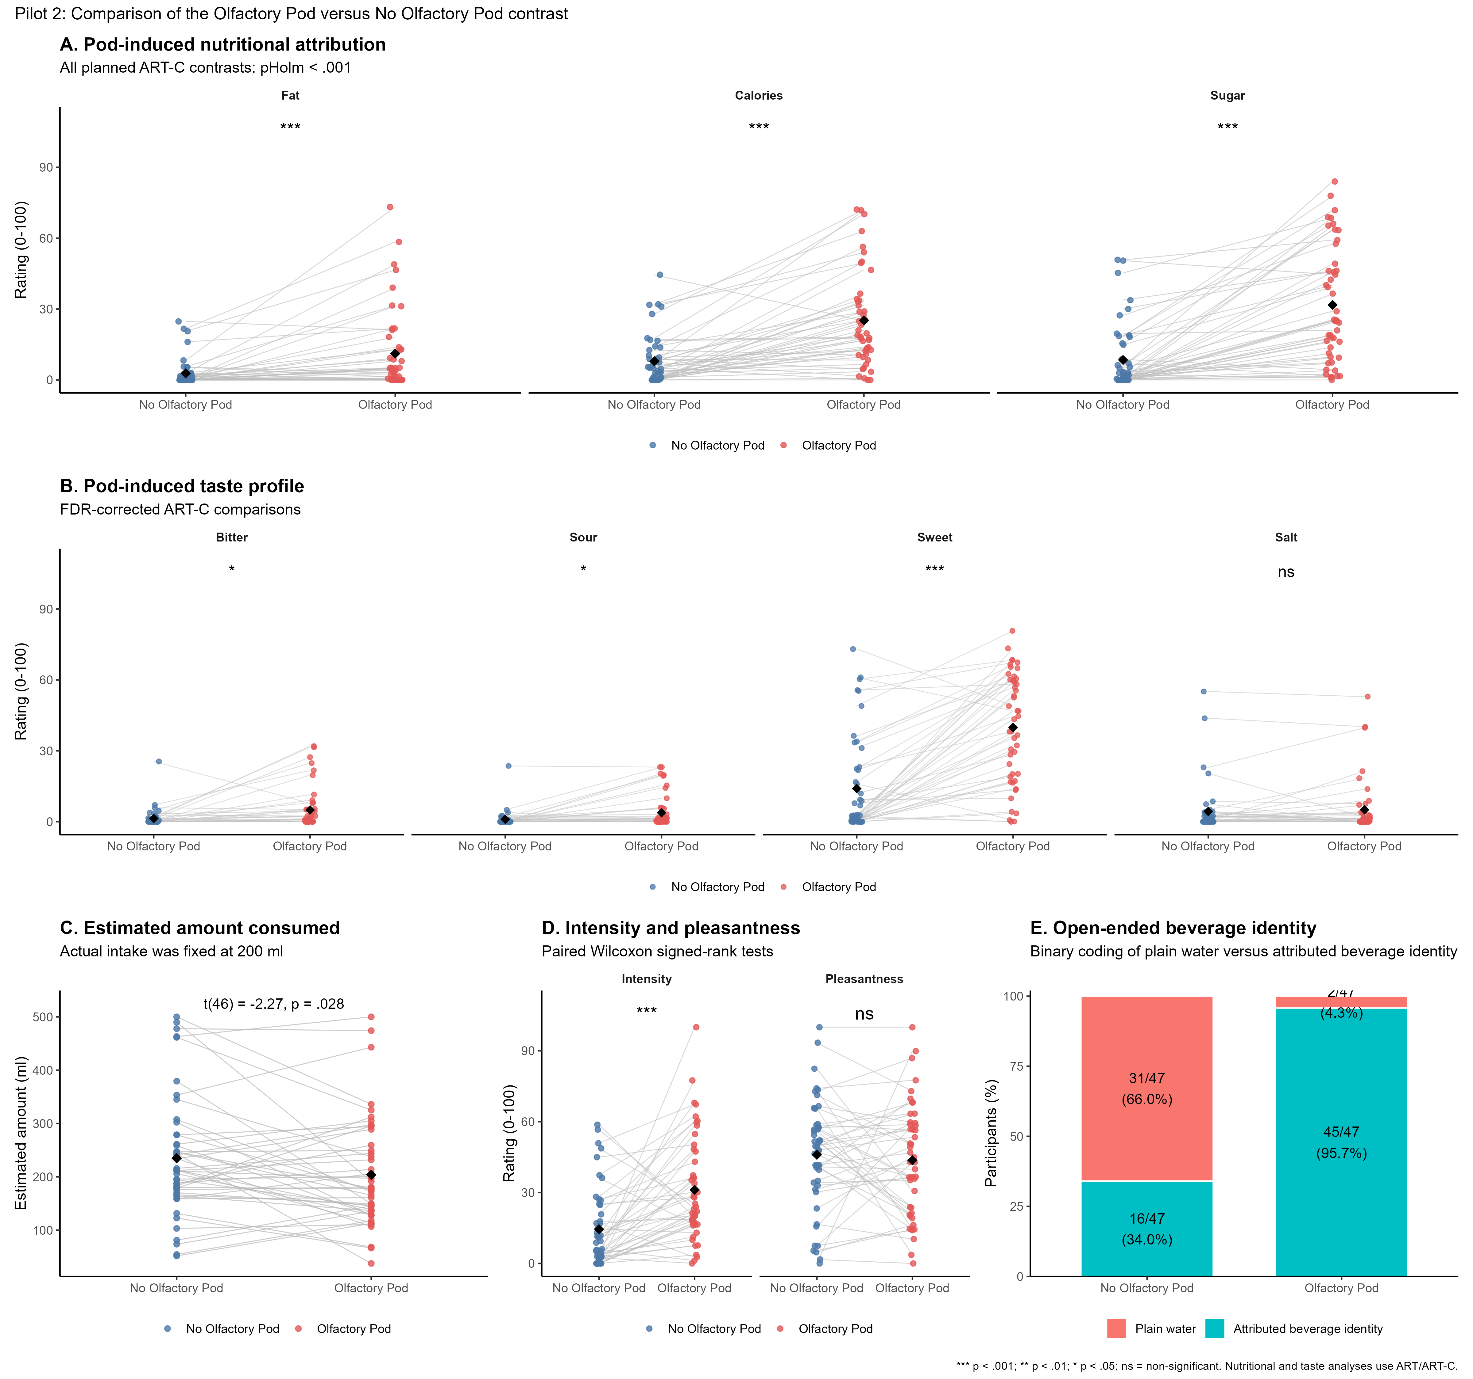 Pilot 2: Comparison of the Olfactory Pod versus No Olfactory Pod contrast
A. Pod-induced nutritional attribution
All planned ART-C contrasts: pHolm < .001
Fat
Calories
Sugar
***
***
***
Rating (0-100)
90
60
30
0
No Olfactory Pod
Olfactory Pod
No Olfactory Pod
Olfactory Pod
No Olfactory Pod
Olfactory Pod
No Olfactory Pod
Olfactory Pod
B. Pod-induced taste profile
FDR-corrected ART-C comparisons
Bitter
Sour
Sweet
Salt
*
*
***
ns
Rating (0-100)
90
60
30
0
No Olfactory Pod
Olfactory Pod
No Olfactory Pod
Olfactory Pod
No Olfactory Pod
Olfactory Pod
No Olfactory Pod
Olfactory Pod
No Olfactory Pod
Olfactory Pod
C. Estimated amount consumed
Actual intake was fixed at 200 ml
t(46) = -2.27, p = .028
Estimated amount (ml)
500
400
300
200
100
No Olfactory Pod
Olfactory Pod
No Olfactory Pod
Olfactory Pod
D. Intensity and pleasantness
Paired Wilcoxon signed-rank tests
Intensity
Pleasantness
***
ns
Rating (0-100)
90
60
30
0
No Olfactory Pod
Olfactory Pod
No Olfactory Pod
Olfactory Pod
No Olfactory Pod
Olfactory Pod
E. Open-ended beverage identity
Binary coding of plain water versus attributed beverage identity
Participants (%)
100
75
50
25
0
31/47
(66.0%)
16/47
(34.0%)
2/47
(4.3%)
45/47
(95.7%)
No Olfactory Pod
Olfactory Pod
Plain water
Attributed beverage identity
*** p < .001; ** p < .01; * p < .05; ns = non-significant. Nutritional and taste analyses use ART/ART-C.